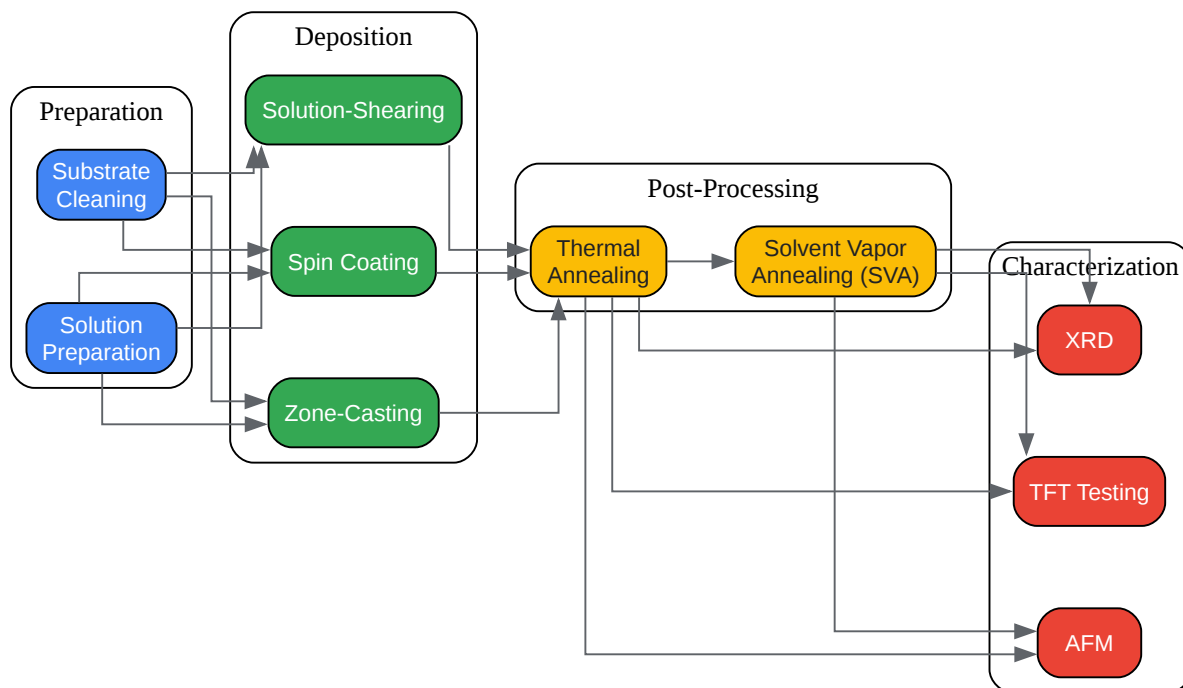 Preparation
Substrate
Cleaning
Solution
Preparation
Deposition
Solution-Shearing
Spin Coating
Zone-Casting
Post-Processing
Thermal
Annealing
Solvent Vapor
Annealing (SVA)
Characterization
XRD
TFT Testing
AFM